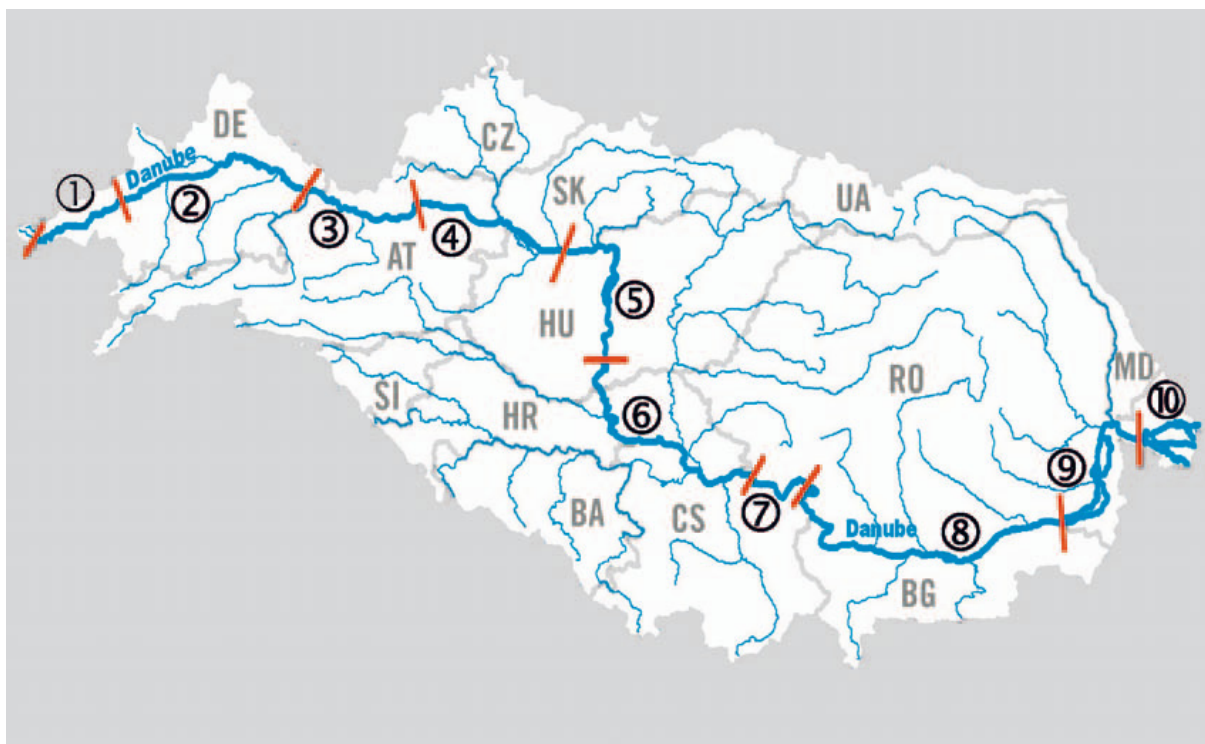 DE
CZ
Danube
①
②
SK
UA
③
④
AT
⑤
HU
MD
RO
SI
HR
⑩
⑥
⑨
BA
CS
⑦
Danube
⑧
BG